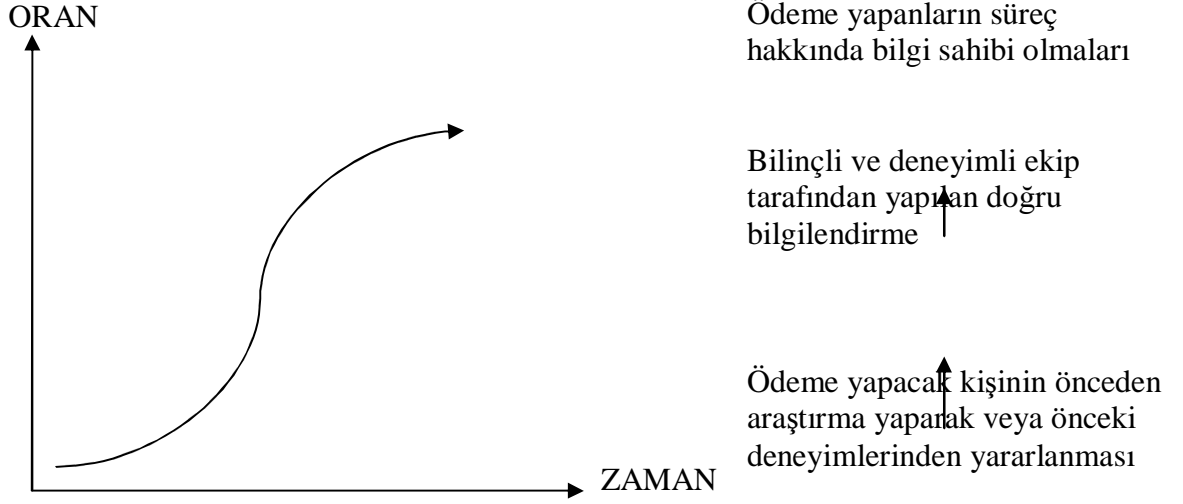 ORAN
ZAMAN
Ödeme yapanların süreç
hakkında bilgi sahibi olmaları
Bilinçli ve deneyimli ekip
tarafından yapılan doğru
bilgilendirme
Ödeme yapacak kişinin önceden
araştırma yaparak veya önceki
deneyimlerinden yararlanması